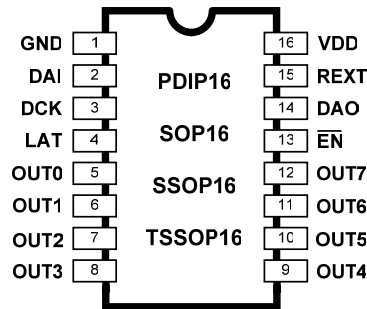 GND 1 16 VDD
DAI 2 PDIP16 15 REXT
DCK 3 14 DAO
LAT 4 SOP16 13 EN
OUT0 5 SSOP16 12 OUT7
OUT1 6 11 OUT6
OUT2 7 TSSOP16 10 OUT5
OUT3 8 9 OUT4